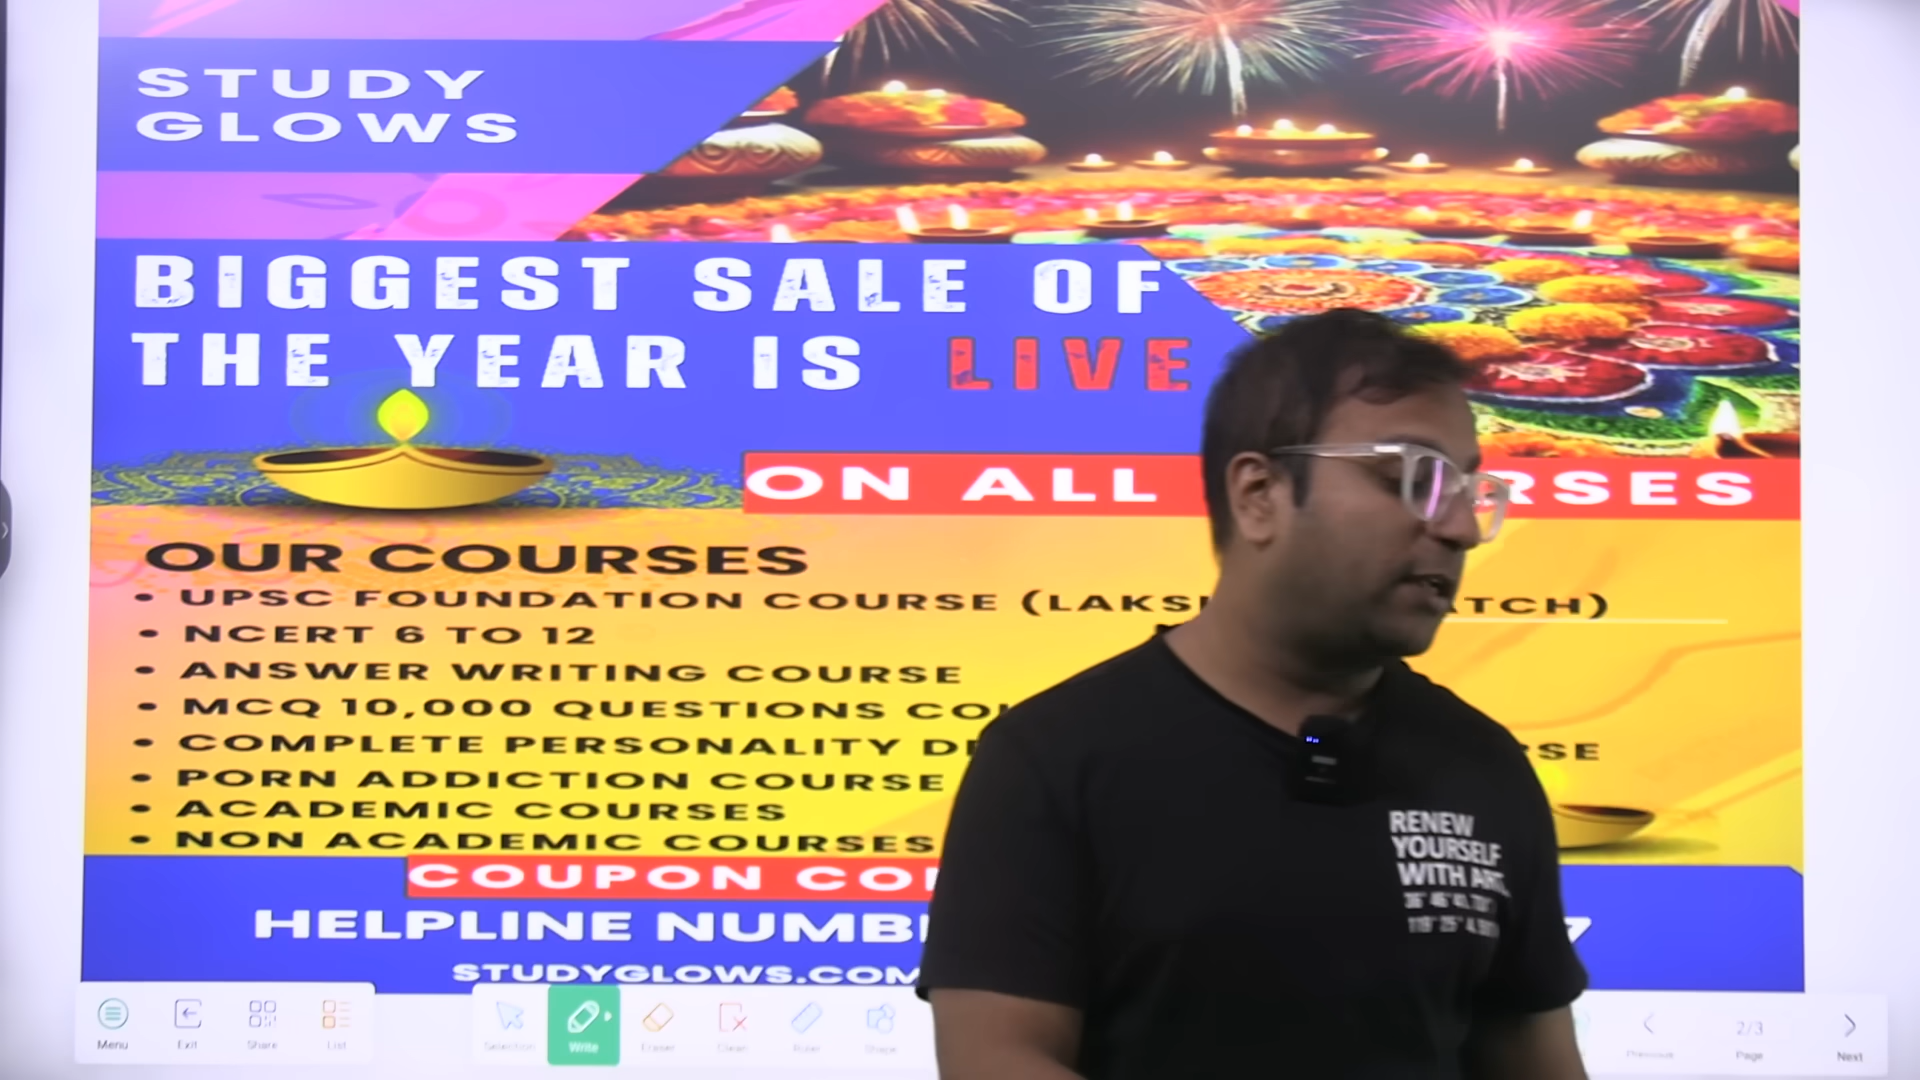 STUDY
GLOWS
BIGGEST SALE OF
THE YEAR IS LIVE
ON ALL
OUR COURSES
• UPSC FOUNDATION COURSE
• NCERT 6 TO 12
• ANSWER WRITING COURSE
• MCQ 10,000 QUESTIONS
• COMPLETE PERSONALITY
• PORN ADDICTION COURSE
• ACADEMIC COURSES
• NON ACADEMIC COURSES
COUPON
HELPLINE
STUDYGLOWS.COM
RENEW
YOURSELF
WITH ART.
Menu
Exit
Share
List
Selection
Write
Eraser
Clean
Ruler
Shape
Previous
2/3
Page
Next